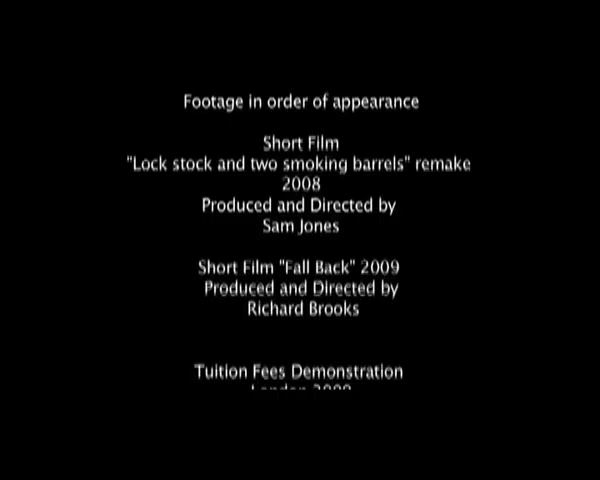 Footage in order of appearance
Short Film
"Lock stock and two smoking barrels" remake
2008
Produced and Directed by
Sam Jones
Short Film "Fall Back" 2009
Produced and Directed by
Richard Brooks
Tuition Fees Demonstration